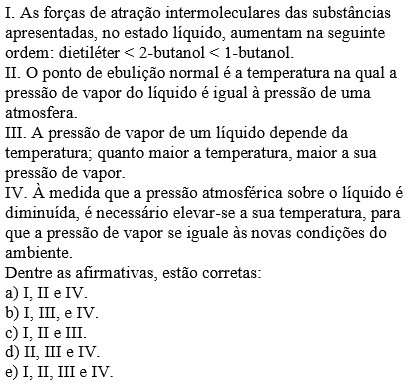 I. As forças de atração intermoleculares das substâncias
apresentadas, no estado líquido, aumentam na seguinte
ordem: dietiléter < 2-butanol < 1-butanol.
II. O ponto de ebulição normal é a temperatura na qual a
pressão de vapor do líquido é igual à pressão de uma
atmosfera.
III. A pressão de vapor de um líquido depende da
temperatura; quanto maior a temperatura, maior a sua
pressão de vapor.
IV. À medida que a pressão atmosférica sobre o líquido é
diminuída, é necessário elevar-se a sua temperatura, para
que a pressão de vapor se iguale às novas condições do
ambiente.
Dentre as afirmativas, estão corretas:
a) I, II e IV.
b) I, III, e IV.
c) I, II e III.
d) II, III e IV.
e) I, II, III e IV.